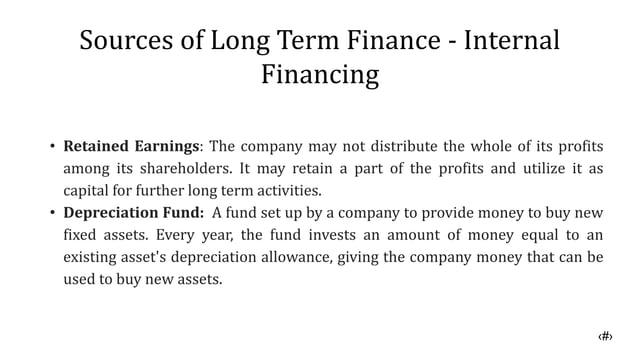 Sources of Long Term Finance - Internal
Financing
• Retained Earnings: The company may not distribute the whole of its profits
among its shareholders. It may retain a part of the profits and utilize it as
capital for further long term activities.
• Depreciation Fund: A fund set up by a company to provide money to buy new
fixed assets. Every year, the fund invests an amount of money equal to an
existing asset's depreciation allowance, giving the company money that can be
used to buy new assets.
‹#›